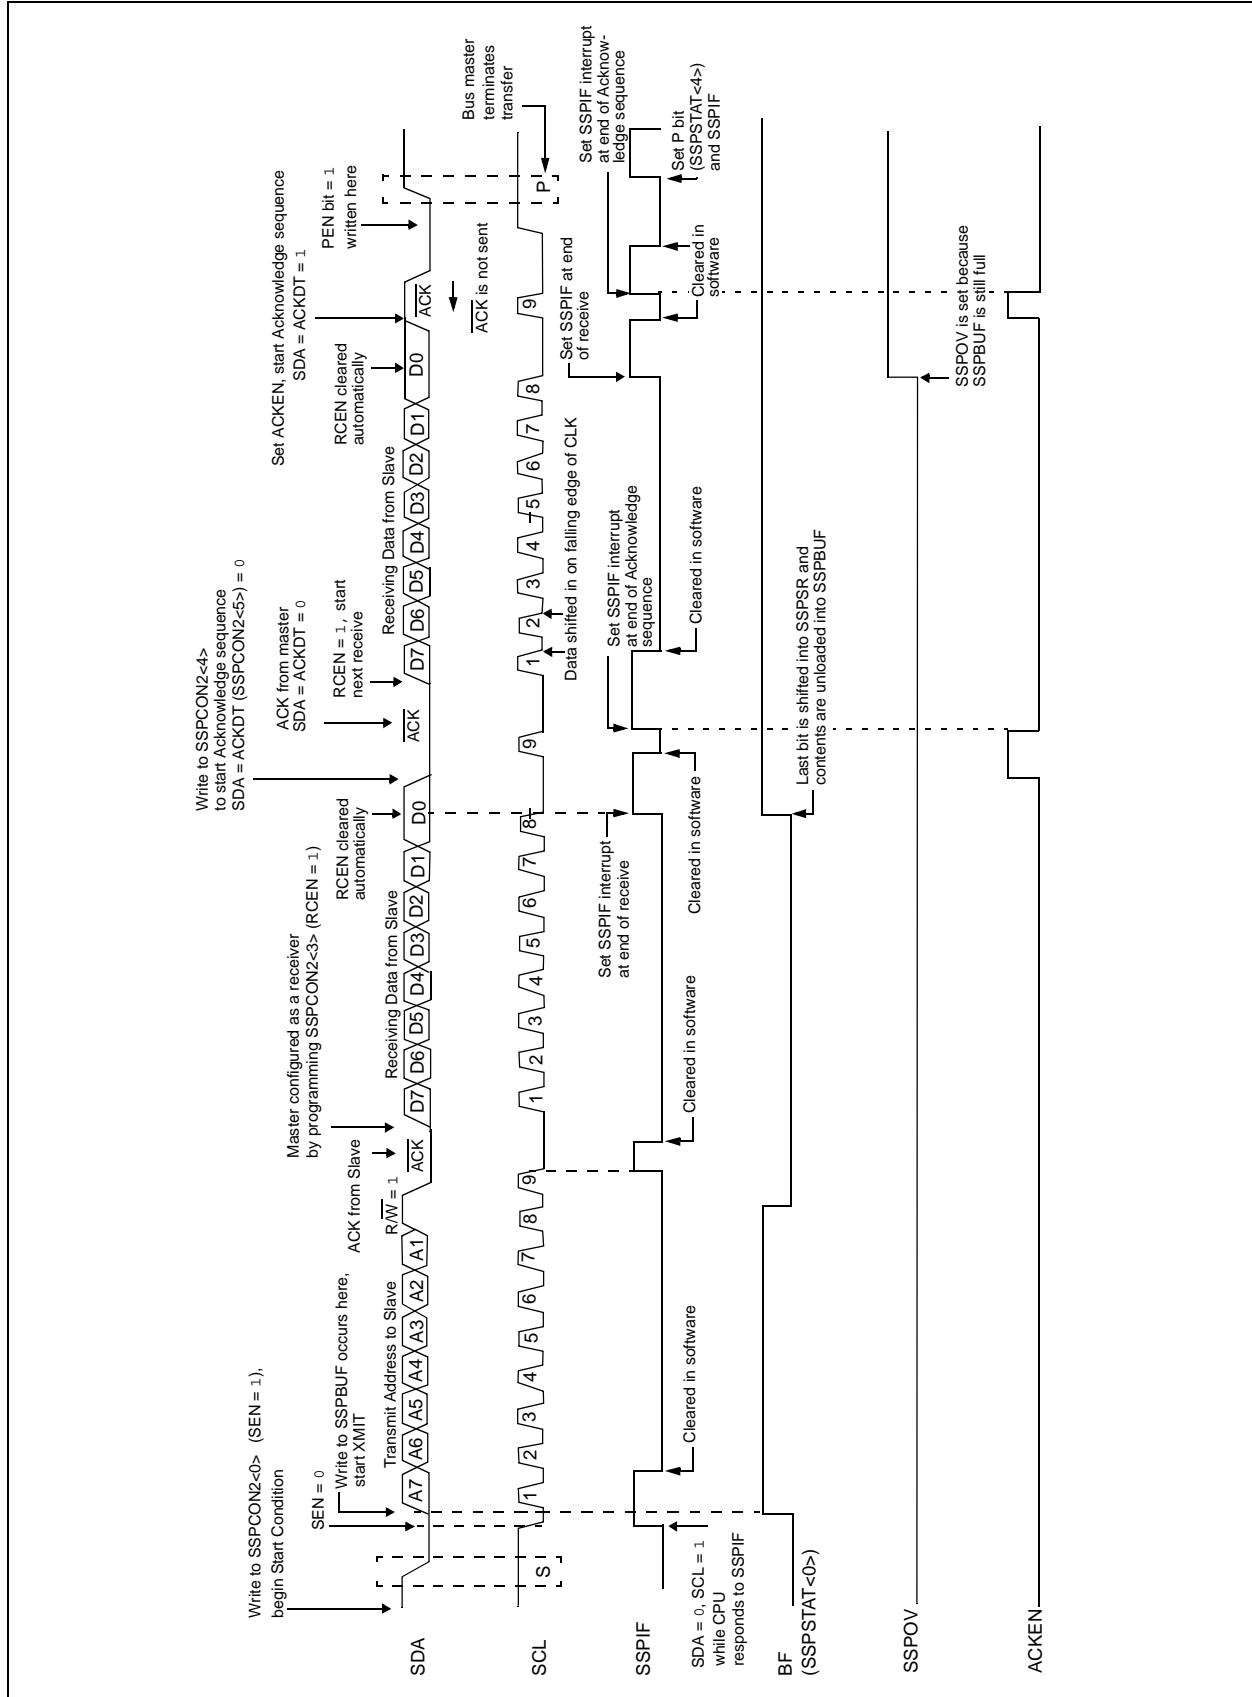 Write to SSPCON2<0> (SEN = 1),
begin Start Condition
SEN = 0
Write to SSPBUF occurs here,
start XMIT
Transmit Address to Slave
R/W = 1
ACK from Slave
Master configured as a receiver
by programming SSPCON2<3> (RCEN = 1)
Receiving Data from Slave
RCEN cleared
automatically
Write to SSPCON2<4>
to start Acknowledge sequence
SDA = ACKDT (SSPCON2<5>) = 0
ACK from master
SDA = ACKDT = 0
RCEN = 1, start
next receive
Receiving Data from Slave
RCEN cleared
automatically
Set ACKEN, start Acknowledge sequence
SDA = ACKDT = 1
PEN bit = 1
written here
SDA
A7 A6 A5 A4 A3 A2 A1 ACK D7 D6 D5 D4 D3 D2 D1 D0 ACK D7 D6 D5 D4 D3 D2 D1 D0 ACK
ACK is not sent
Bus master
terminates
transfer
SCL
S 1 2 3 4 5 6 7 8 9 1 2 3 4 5 6 7 8 9 1 2 3 4 5 6 7 8 9 P
Data shifted in on falling edge of CLK
Set SSPIF interrupt
at end of receive
Set SSPIF interrupt
at end of Acknowledge
sequence
Set SSPIF at end
of receive
Set SSPIF interrupt
at end of Acknow-
ledge sequence
SSPIF
SDA = 0, SCL = 1
while CPU
responds to SSPIF
Cleared in software
Cleared in software
Cleared in software
Cleared in software
Cleared in
software
Set P bit
(SSPSTAT<4>)
and SSPIF
BF
(SSPSTAT<0>)
Last bit is shifted into SSPSR and
contents are unloaded into SSPBUF
SSPOV
SSPOV is set because
SSPBUF is still full
ACKEN